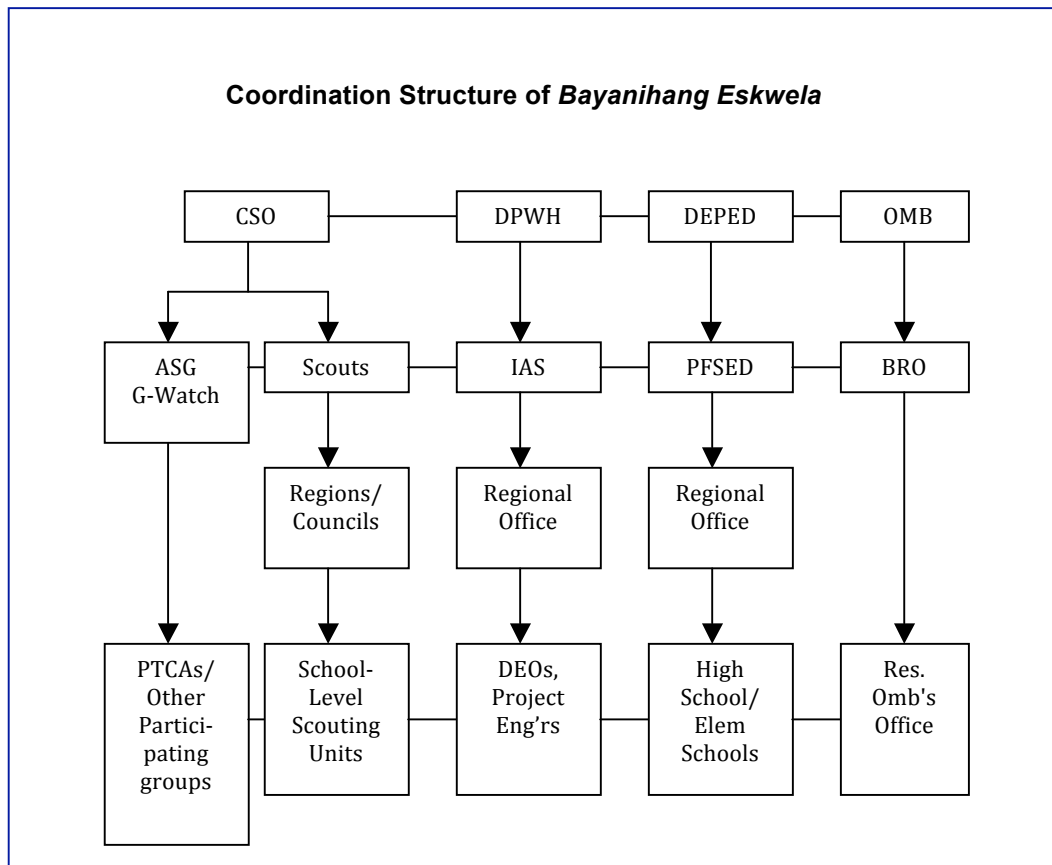 Coordination Structure of Bayanihang Eskwela
CSO
DPWH
DEPED
OMB
ASG
G-Watch
Scouts
IAS
PFSED
BRO
Regions/
Councils
Regional
Office
Regional
Office
PTCAs/
Other
Partici-
pating
groups
School-
Level
Scouting
Units
DEOs,
Project
Eng’rs
High
School/
Elem
Schools
Res.
Omb's
Office